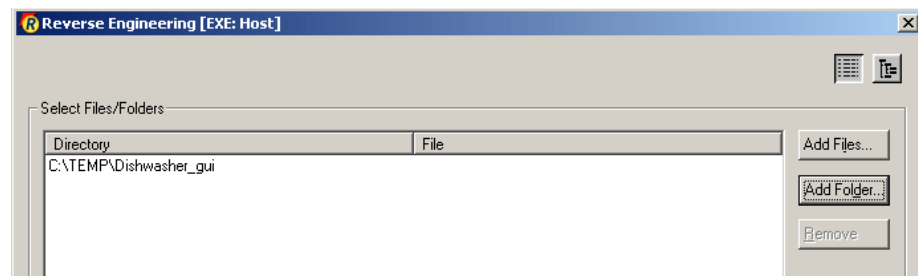 Reverse Engineering [EXE: Host]
Select Files/Folders
Directory File
C:\TEMP\Dishwasher_gui
Add Files...
Add Folder...
Remove